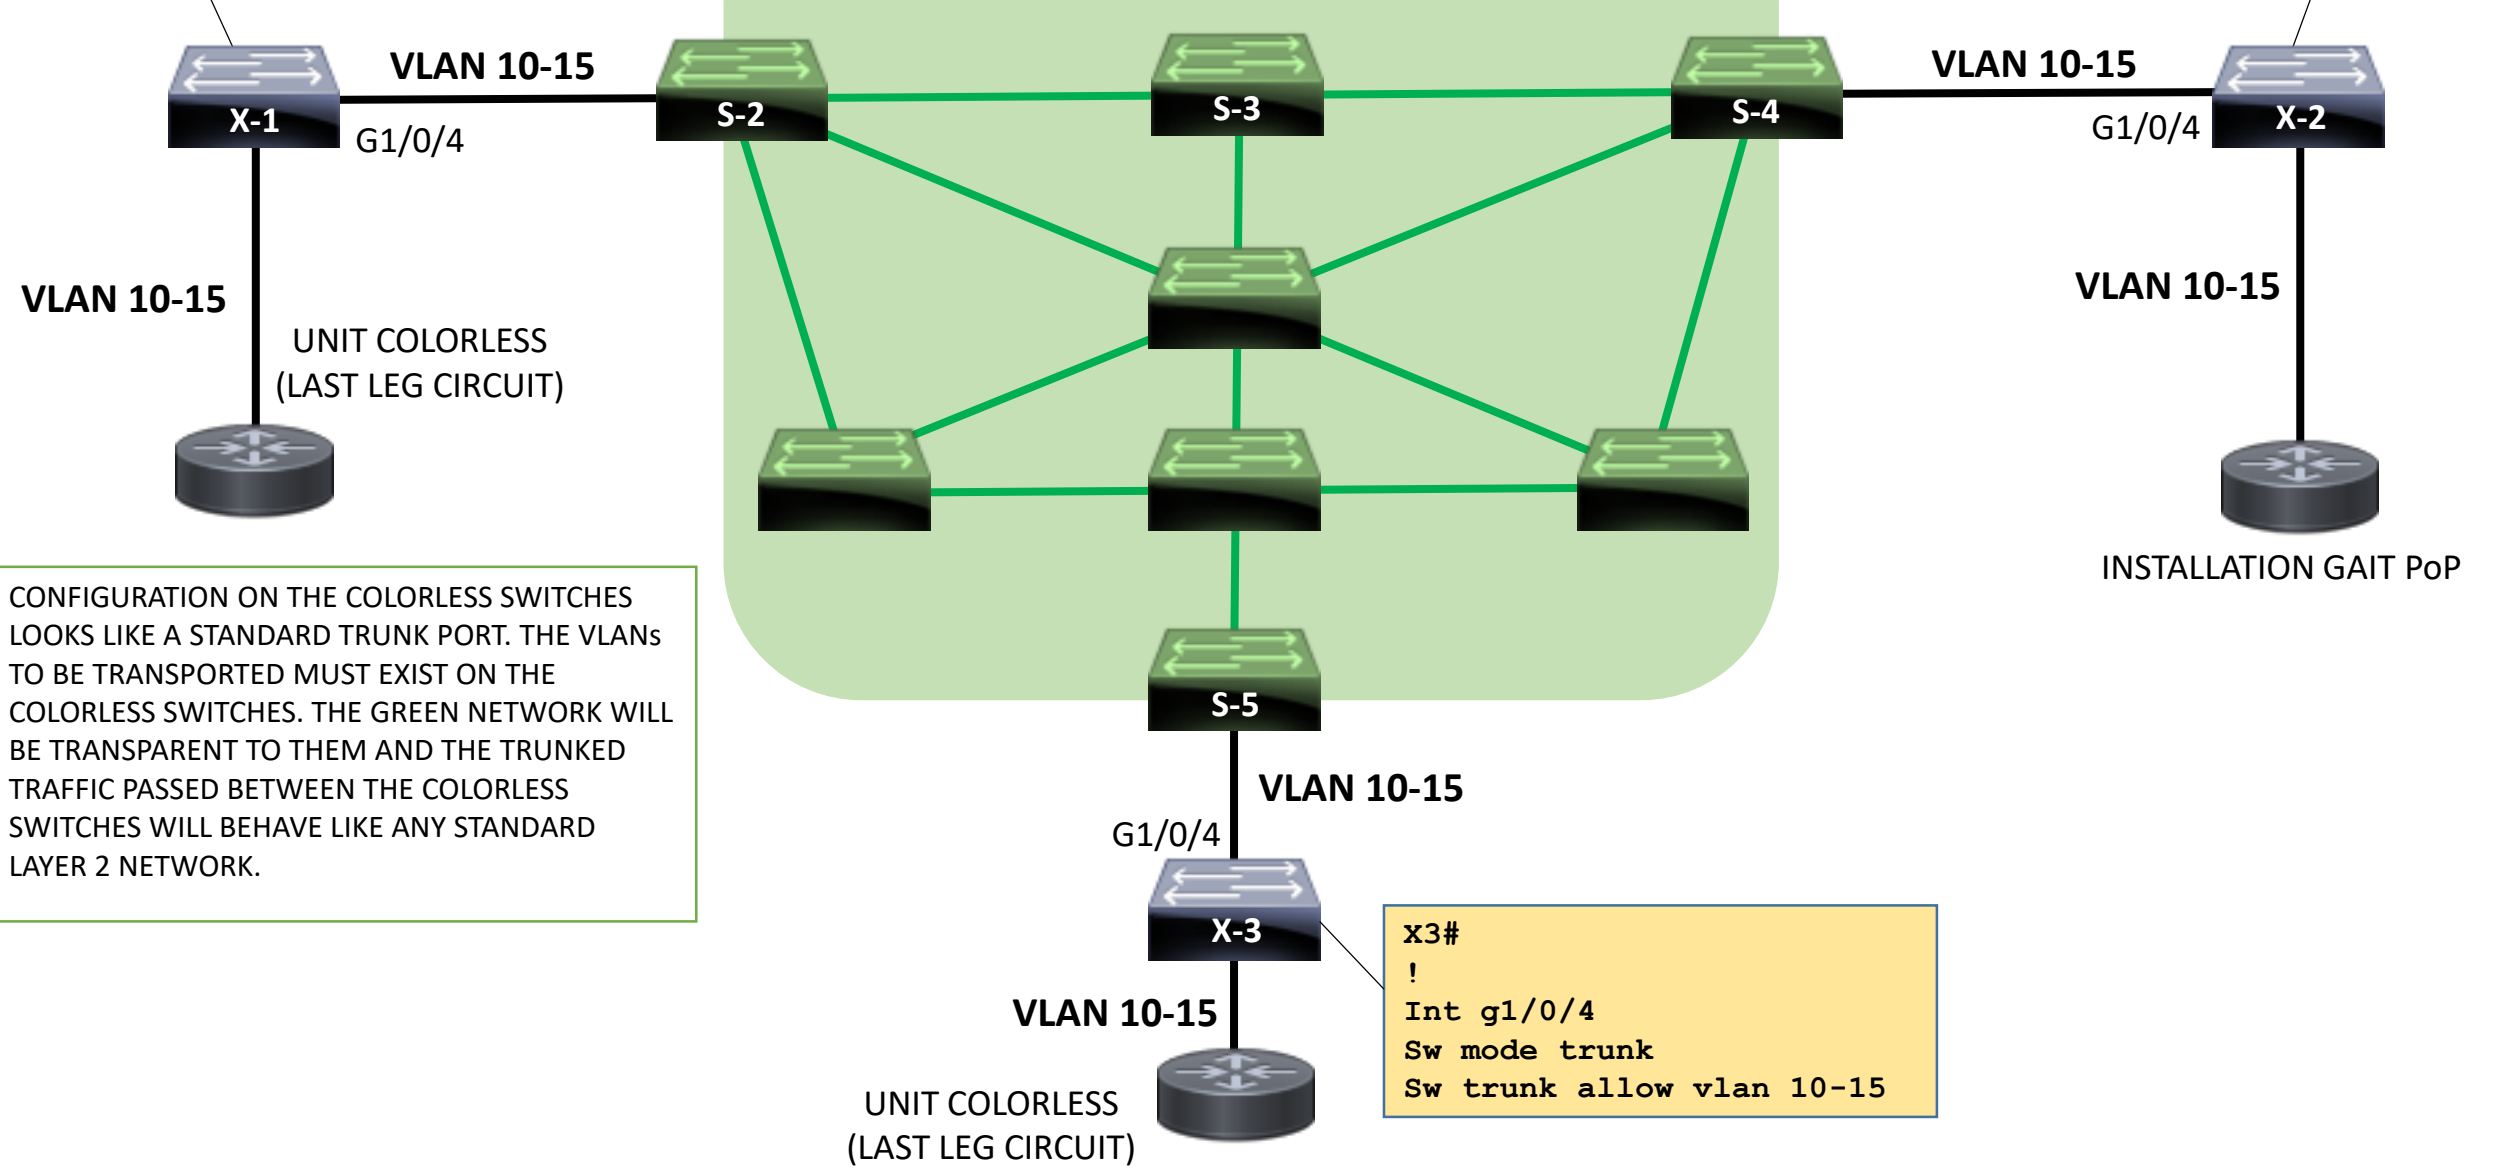 VLAN 10-15
VLAN 10-15
X-1
S-2
S-3
S-4
X-2
G1/0/4
G1/0/4
VLAN 10-15
VLAN 10-15
UNIT COLORLESS
(LAST LEG CIRCUIT)
INSTALLATION GAIT PoP
CONFIGURATION ON THE COLORLESS SWITCHES
LOOKS LIKE A STANDARD TRUNK PORT. THE VLANs
TO BE TRANSPORTED MUST EXIST ON THE
COLORLESS SWITCHES. THE GREEN NETWORK WILL
BE TRANSPARENT TO THEM AND THE TRUNKED
TRAFFIC PASSED BETWEEN THE COLORLESS
SWITCHES WILL BEHAVE LIKE ANY STANDARD
LAYER 2 NETWORK.
S-5
VLAN 10-15
G1/0/4
X-3
X3#
!
Int g1/0/4
Sw mode trunk
Sw trunk allow vlan 10-15
VLAN 10-15
UNIT COLORLESS
(LAST LEG CIRCUIT)